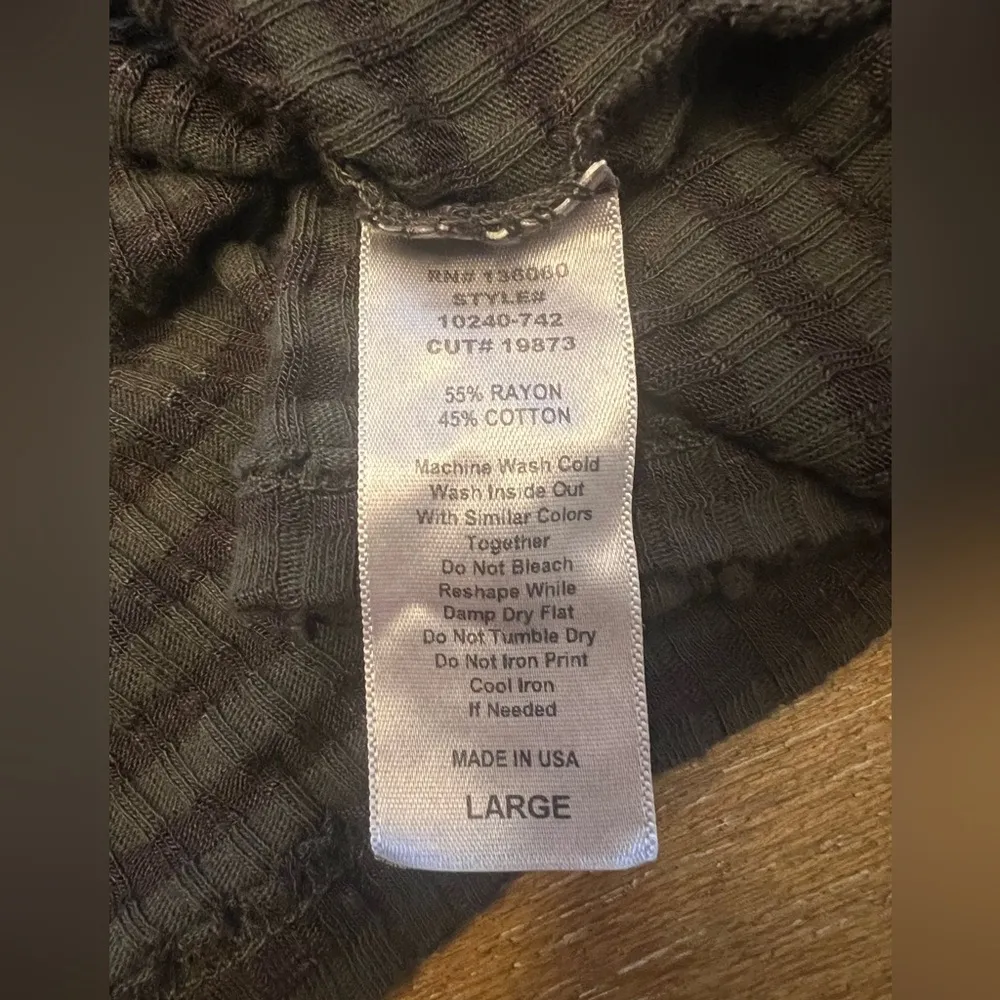 RN# 136060
STYLE#
10240-742
CUT# 19873
55% RAYON
45% COTTON
Machine Wash Cold
Wash Inside Out
With Similar Colors
Together
Do Not Bleach
Reshape While
Damp Dry Flat
Do Not Tumble Dry
Do Not Iron Print
Cool Iron
If Needed
MADE IN USA
LARGE